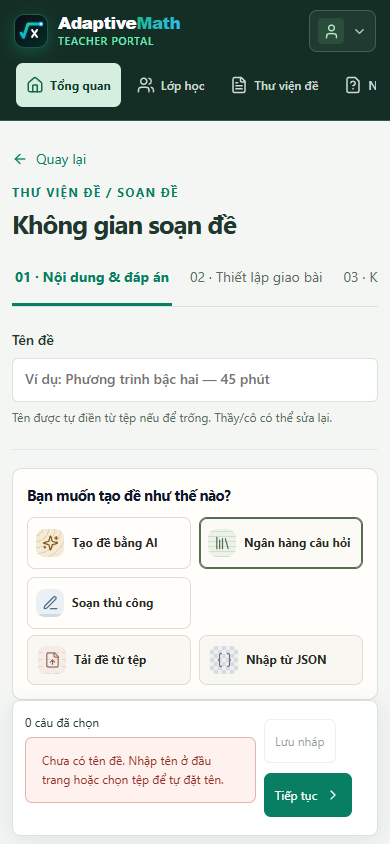 AdaptiveMath
TEACHER PORTAL
Tổng quan
Lớp học
Thư viện đề
N
Quay lại
THƯ VIỆN ĐỀ / SOẠN ĐỀ
Không gian soạn đề
01 · Nội dung & đáp án
02 · Thiết lập giao bài
03 · K
Tên đề
Ví dụ: Phương trình bậc hai — 45 phút
Tên được tự điền từ tệp nếu để trống. Thầy/cô có thể sửa lại.
Bạn muốn tạo đề như thế nào?
Tạo đề bằng AI
Ngân hàng câu hỏi
Soạn thủ công
Tải đề từ tệp
Nhập từ JSON
0 câu đã chọn
Chưa có tên đề. Nhập tên ở đầu
trang hoặc chọn tệp để tự đặt tên.
Lưu nháp
Tiếp tục